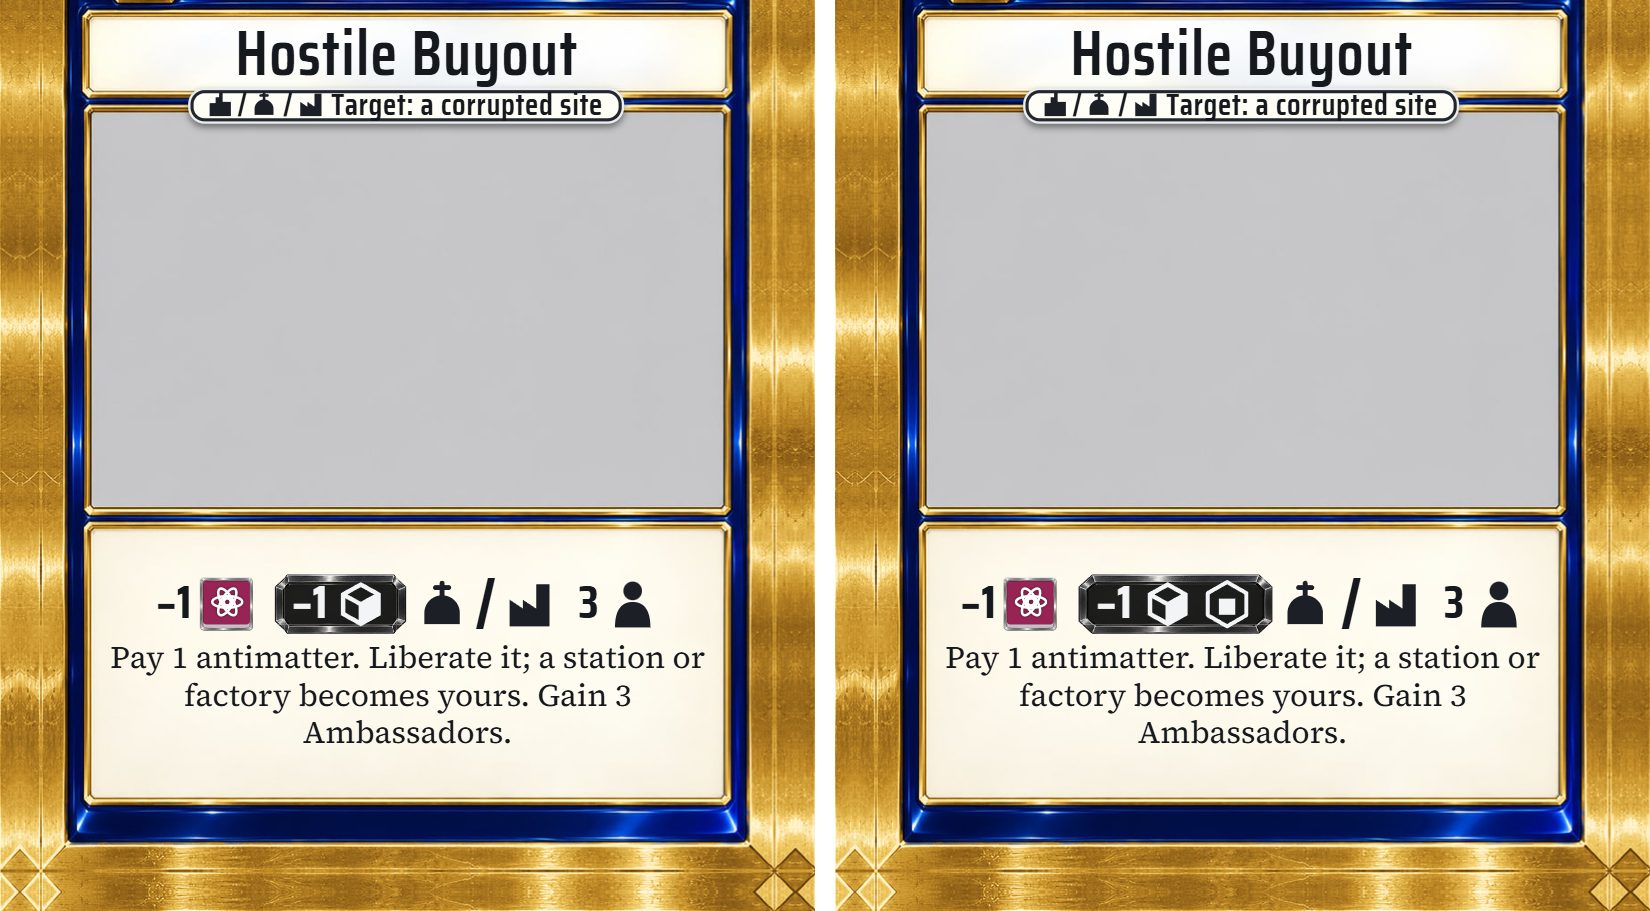 Hostile Buyout
/ / Target: a corrupted site
-1 -1 / 3
Pay 1 antimatter. Liberate it; a station or
factory becomes yours. Gain 3
Ambassadors.
Hostile Buyout
/ / Target: a corrupted site
-1 -1 / 3
Pay 1 antimatter. Liberate it; a station or
factory becomes yours. Gain 3
Ambassadors.